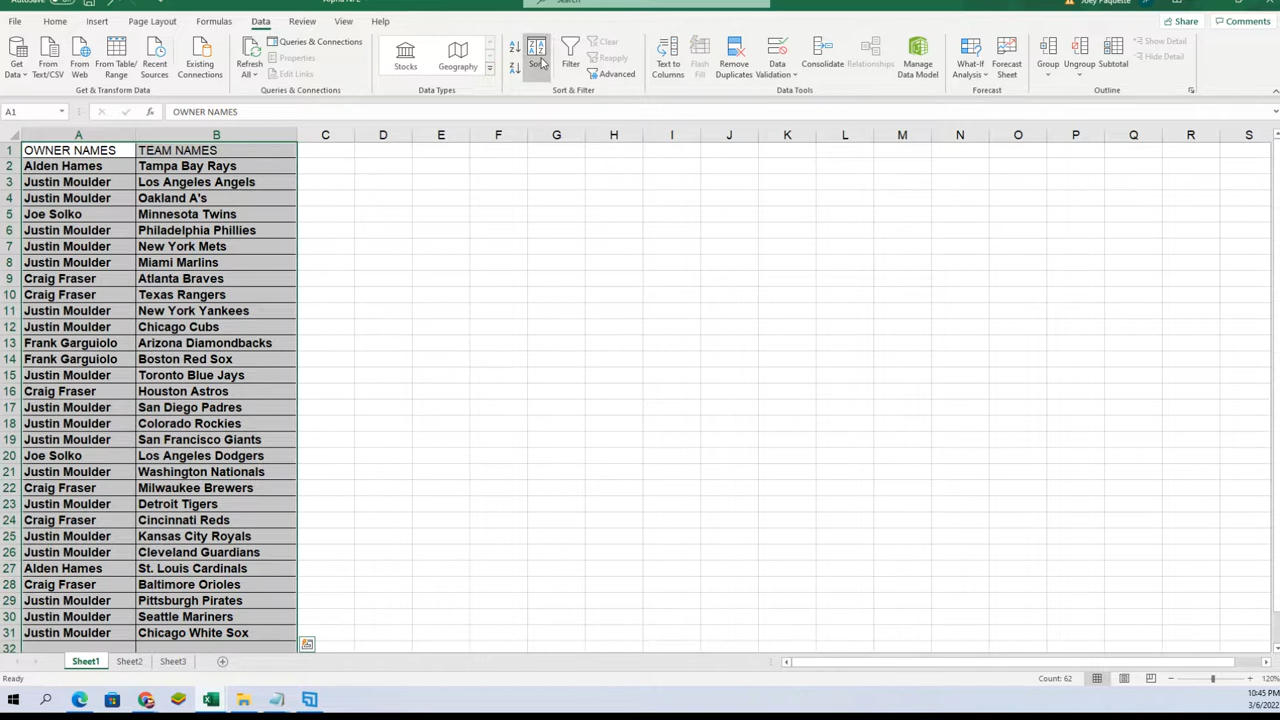 AutoSave
Search
Joey Paquette
File Home Insert Page Layout Formulas Data Review View Help Share Comments
Get Data From Text/CSV From Web From Table/Range Recent Sources Existing Connections Refresh All Queries & Connections Properties Edit Links Stocks Geography Sort Filter Clear Reapply Advanced Text to Columns Flash Fill Remove Duplicates Data Validation Consolidate Relationships Manage Data Model What-If Analysis Forecast Sheet Group Ungroup Subtotal Show Detail Hide Detail
Get & Transform Data Queries & Connections Data Types Sort & Filter Data Tools Forecast Outline
A1 fx OWNER NAMES
A B C D E F G H I J K L M N O P Q R S
1 OWNER NAMES TEAM NAMES
2 Alden Hames Tampa Bay Rays
3 Justin Moulder Los Angeles Angels
4 Justin Moulder Oakland A's
5 Joe Solko Minnesota Twins
6 Justin Moulder Philadelphia Phillies
7 Justin Moulder New York Mets
8 Justin Moulder Miami Marlins
9 Craig Fraser Atlanta Braves
10 Craig Fraser Texas Rangers
11 Justin Moulder New York Yankees
12 Justin Moulder Chicago Cubs
13 Frank Garguiolo Arizona Diamondbacks
14 Frank Garguiolo Boston Red Sox
15 Justin Moulder Toronto Blue Jays
16 Craig Fraser Houston Astros
17 Justin Moulder San Diego Padres
18 Justin Moulder Colorado Rockies
19 Justin Moulder San Francisco Giants
20 Joe Solko Los Angeles Dodgers
21 Justin Moulder Washington Nationals
22 Craig Fraser Milwaukee Brewers
23 Justin Moulder Detroit Tigers
24 Craig Fraser Cincinnati Reds
25 Justin Moulder Kansas City Royals
26 Justin Moulder Cleveland Guardians
27 Alden Hames St. Louis Cardinals
28 Craig Fraser Baltimore Orioles
29 Justin Moulder Pittsburgh Pirates
30 Justin Moulder Seattle Mariners
31 Justin Moulder Chicago White Sox
32
Sheet1 Sheet2 Sheet3
Ready Count: 62 120%
10:45 PM
3/6/2022